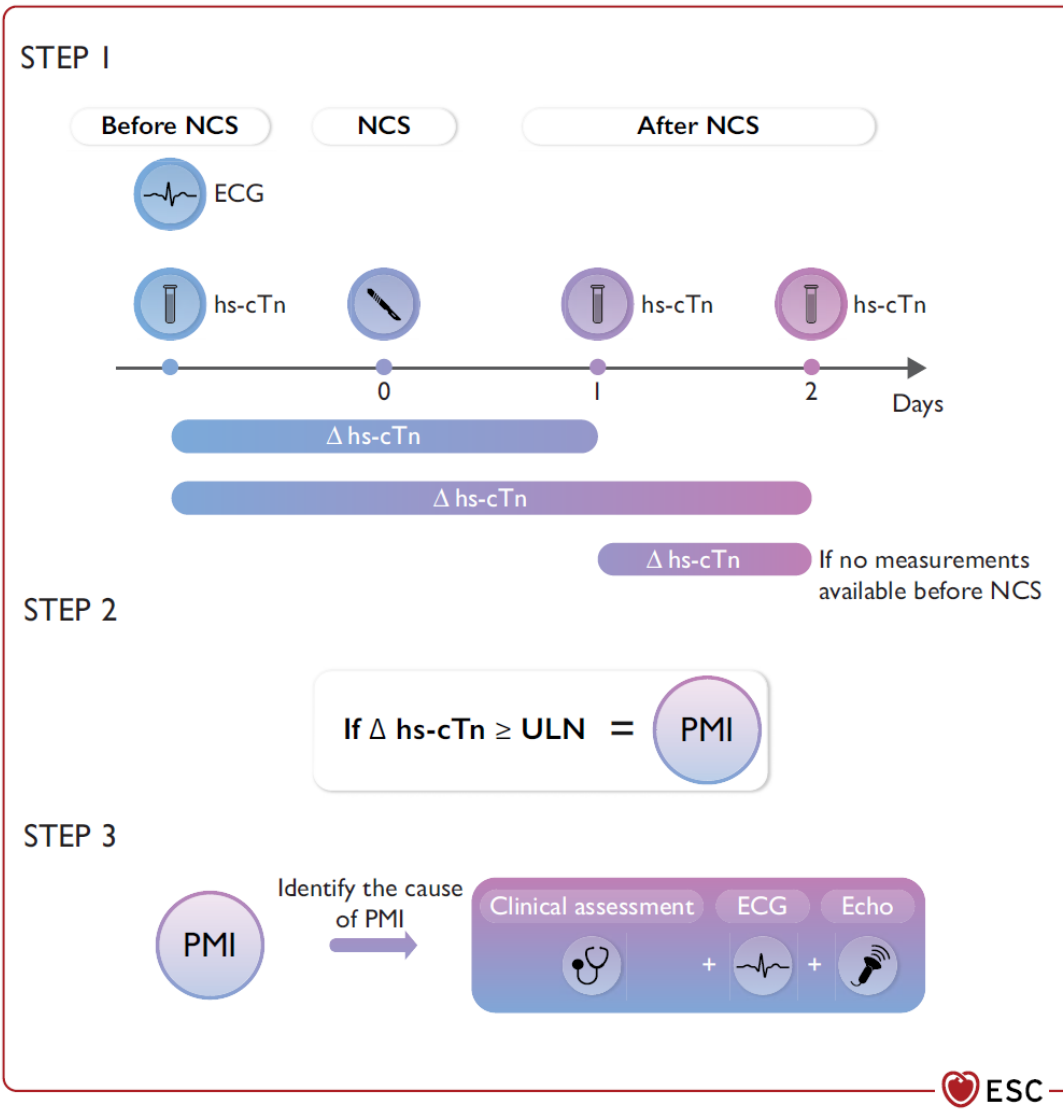 STEP 1
Before NCS
NCS
After NCS
ECG
hs-cTn
hs-cTn
hs-cTn
0
1
2
Days
Δ hs-cTn
Δ hs-cTn
Δ hs-cTn
If no measurements
available before NCS
STEP 2
If Δ hs-cTn ≥ ULN = PMI
STEP 3
PMI
Identify the cause
of PMI
Clinical assessment
ECG
Echo
+
+
ESC